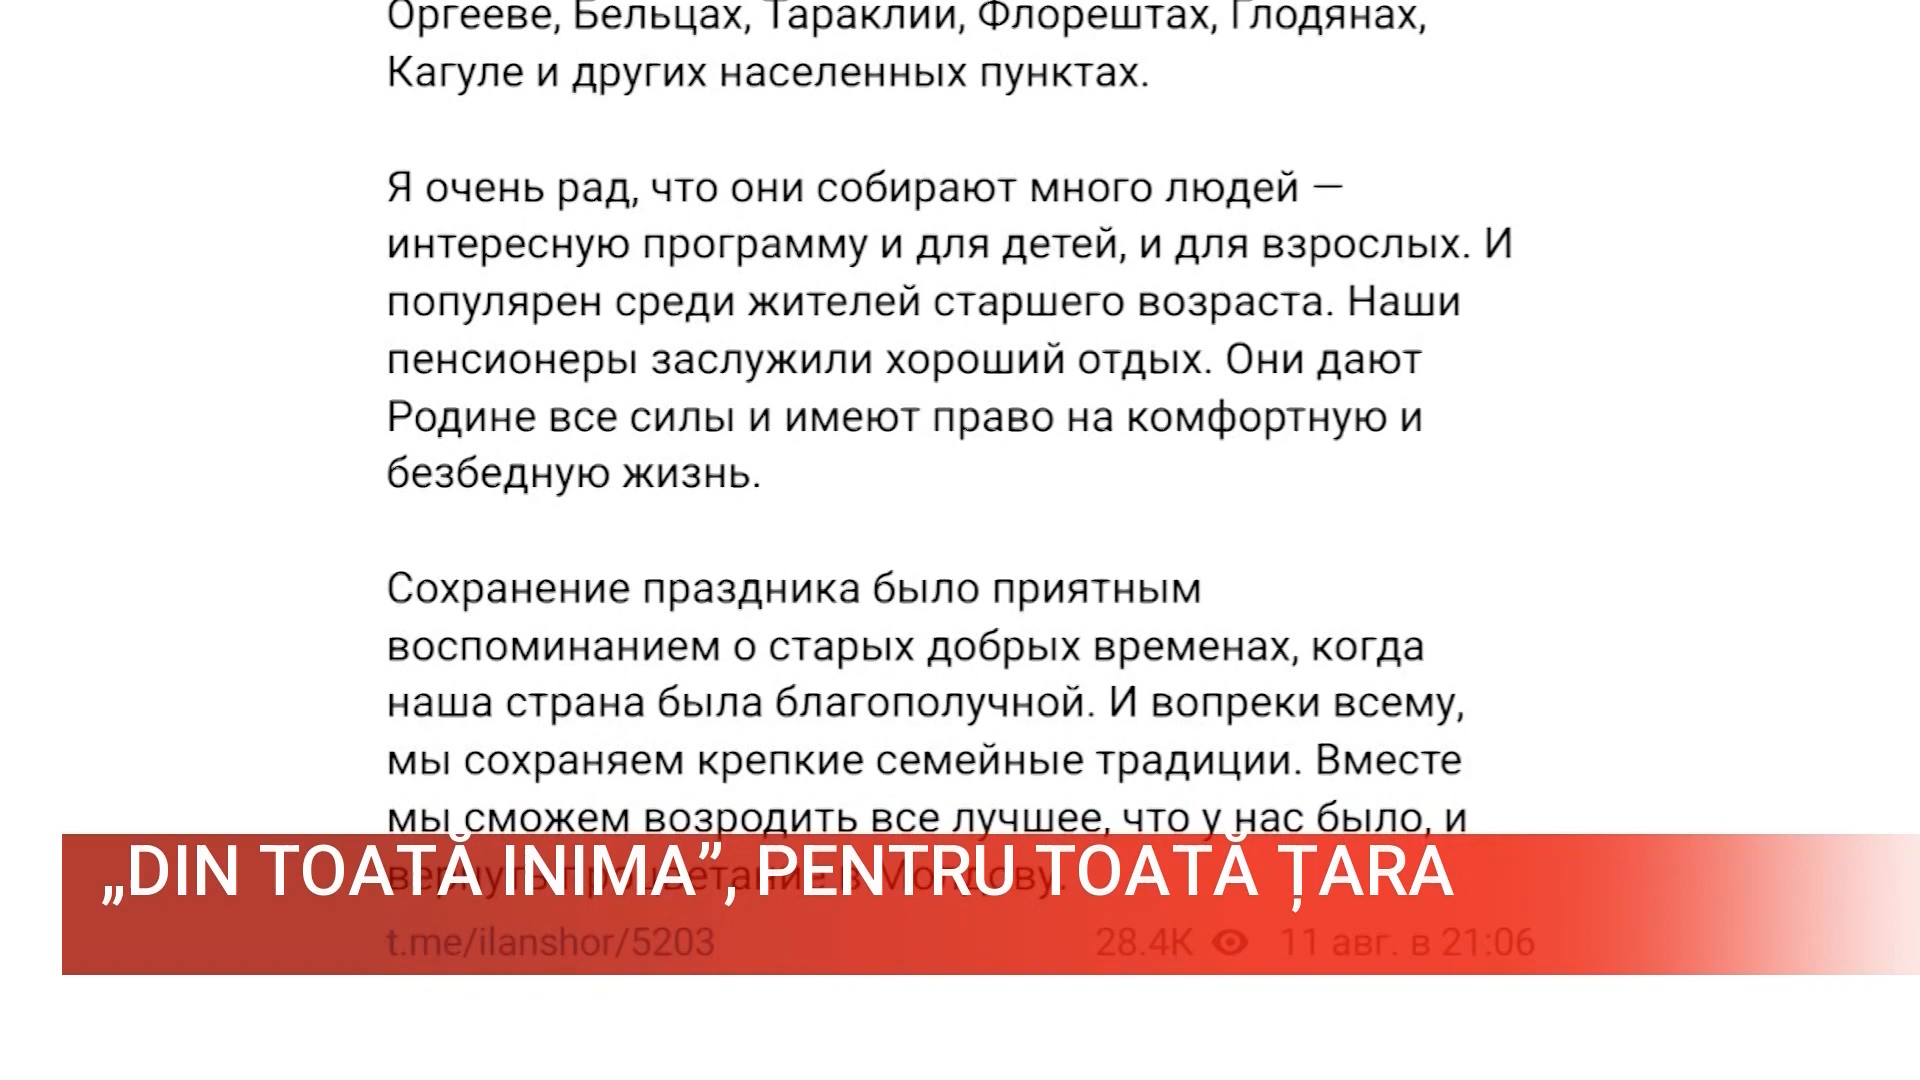 Оргееве, Бельцах, Тараклии, Флорештах, Глодянах,
Кагуле и других населенных пунктах.
Я очень рад, что они собирают много людей —
интересную программу и для детей, и для взрослых. И
популярен среди жителей старшего возраста. Наши
пенсионеры заслужили хороший отдых. Они дают
Родине все силы и имеют право на комфортную и
безбедную жизнь.
Сохранение праздника было приятным
воспоминанием о старых добрых временах, когда
наша страна была благополучной. И вопреки всему,
мы сохраняем крепкие семейные традиции. Вместе
мы сможем возродить все лучшее, что у нас было, и
вернуть процветание в Молдову.
„DIN TOATĂ INIMA”, PENTRU TOATĂ ȚARA
t.me/ilanshor/5203 28.4K 11 авг. в 21:06